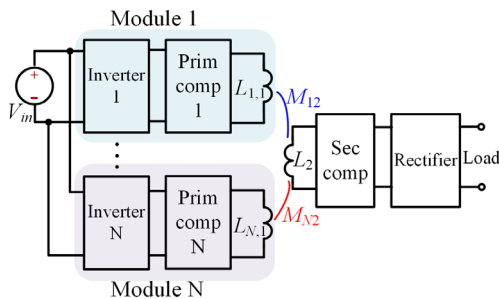 Module 1
Inverter
1
Prim
comp
1
L1,1
M12
+
-
Vin
L2
Sec
comp
Rectifier
Load
Inverter
N
Prim
comp
N
LN,1
MN2
Module N